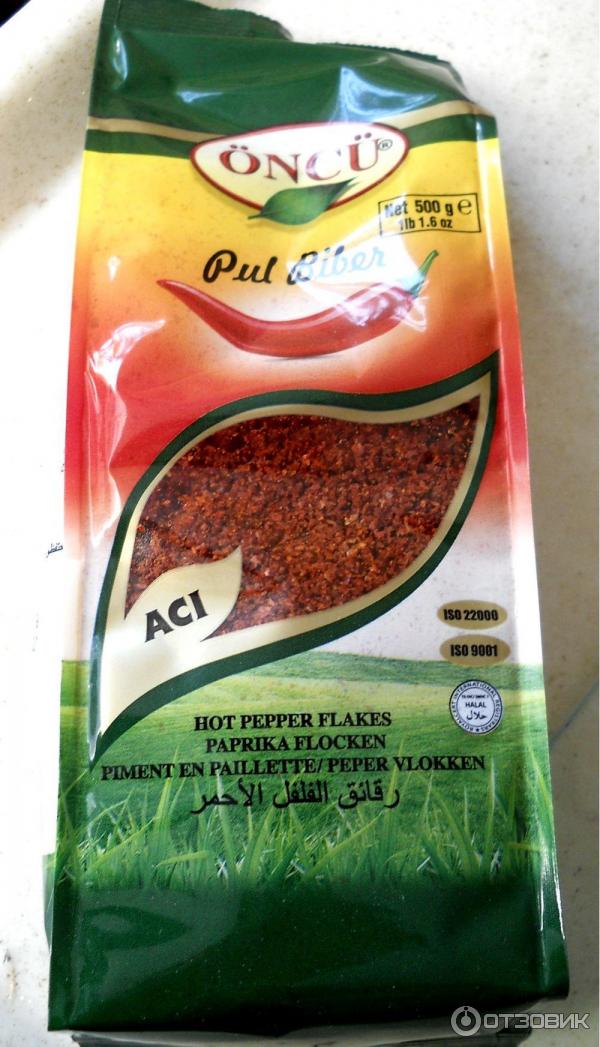 ÖNCÜ®
Net 500 g e
1lb 1.6 oz
Pul Biber
ACI
ISO 22000
ISO 9001
HALAL
حلال
HOT PEPPER FLAKES
PAPRIKA FLOCKEN
PIMENT EN PAILLETTE/ PEPER VLOKKEN
رقائق الفلفل الأحمر
ОТЗОВИК